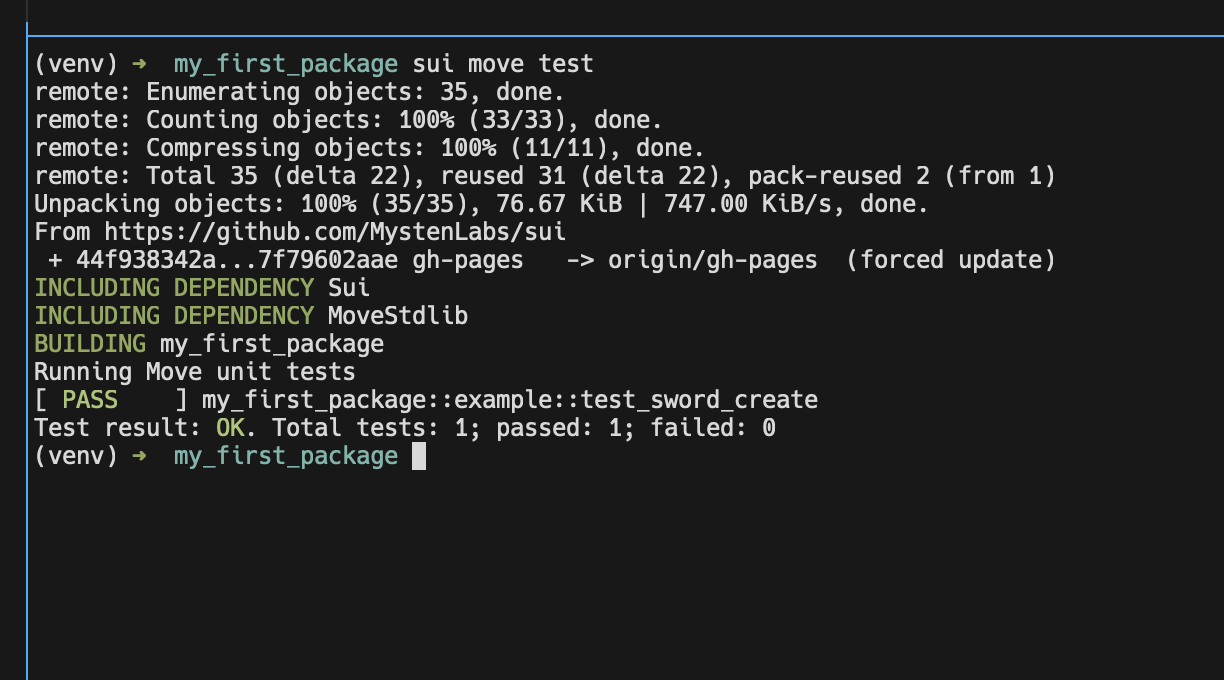 (venv) ➜  my_first_package sui move test
remote: Enumerating objects: 35, done.
remote: Counting objects: 100% (33/33), done.
remote: Compressing objects: 100% (11/11), done.
remote: Total 35 (delta 22), reused 31 (delta 22), pack-reused 2 (from 1)
Unpacking objects: 100% (35/35), 76.67 KiB | 747.00 KiB/s, done.
From https://github.com/MystenLabs/sui
 + 44f938342a...7f79602aae gh-pages   -> origin/gh-pages  (forced update)
INCLUDING DEPENDENCY Sui
INCLUDING DEPENDENCY MoveStdlib
BUILDING my_first_package
Running Move unit tests
[ PASS    ] my_first_package::example::test_sword_create
Test result: OK. Total tests: 1; passed: 1; failed: 0
(venv) ➜  my_first_package